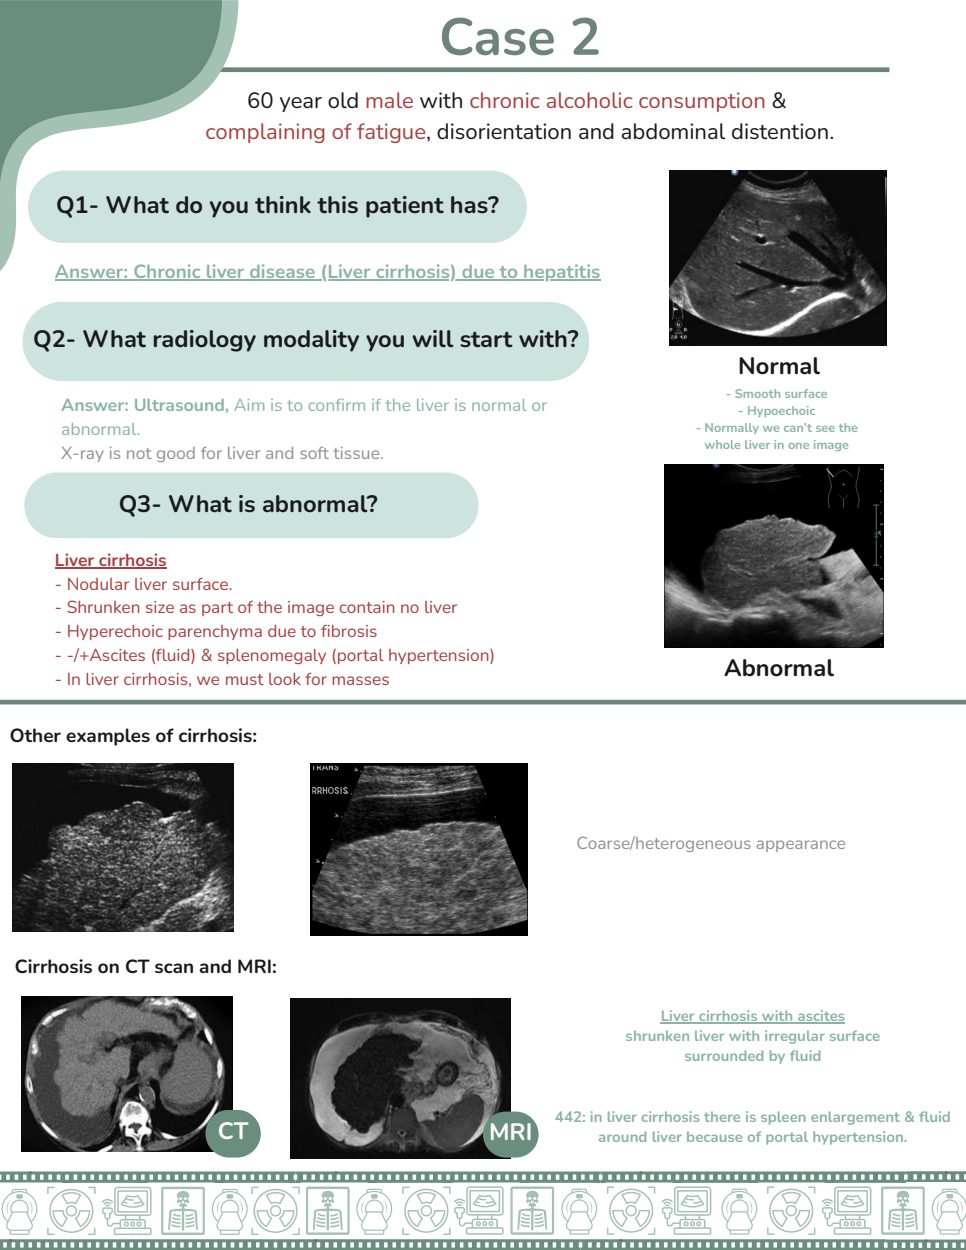 Case 2
60 year old male with chronic alcoholic consumption &
complaining of fatigue, disorientation and abdominal distention.
Q1- What do you think this patient has?
Answer: Chronic liver disease (Liver cirrhosis) due to hepatitis
Q2- What radiology modality you will start with?
Answer: Ultrasound, Aim is to confirm if the liver is normal or
abnormal.
X-ray is not good for liver and soft tissue.
Normal
- Smooth surface
- Hypoechoic
- Normally we can't see the
whole liver in one image
Q3- What is abnormal?
Liver cirrhosis
- Nodular liver surface.
- Shrunken size as part of the image contain no liver
- Hyperechoic parenchyma due to fibrosis
- -/+Ascites (fluid) & splenomegaly (portal hypertension)
- In liver cirrhosis, we must look for masses
Abnormal
Other examples of cirrhosis:
TRANS
RRHOSIS
Coarse/heterogeneous appearance
Cirrhosis on CT scan and MRI:
CT
MRI
Liver cirrhosis with ascites
shrunken liver with irregular surface
surrounded by fluid
442: in liver cirrhosis there is spleen enlargement & fluid
around liver because of portal hypertension.